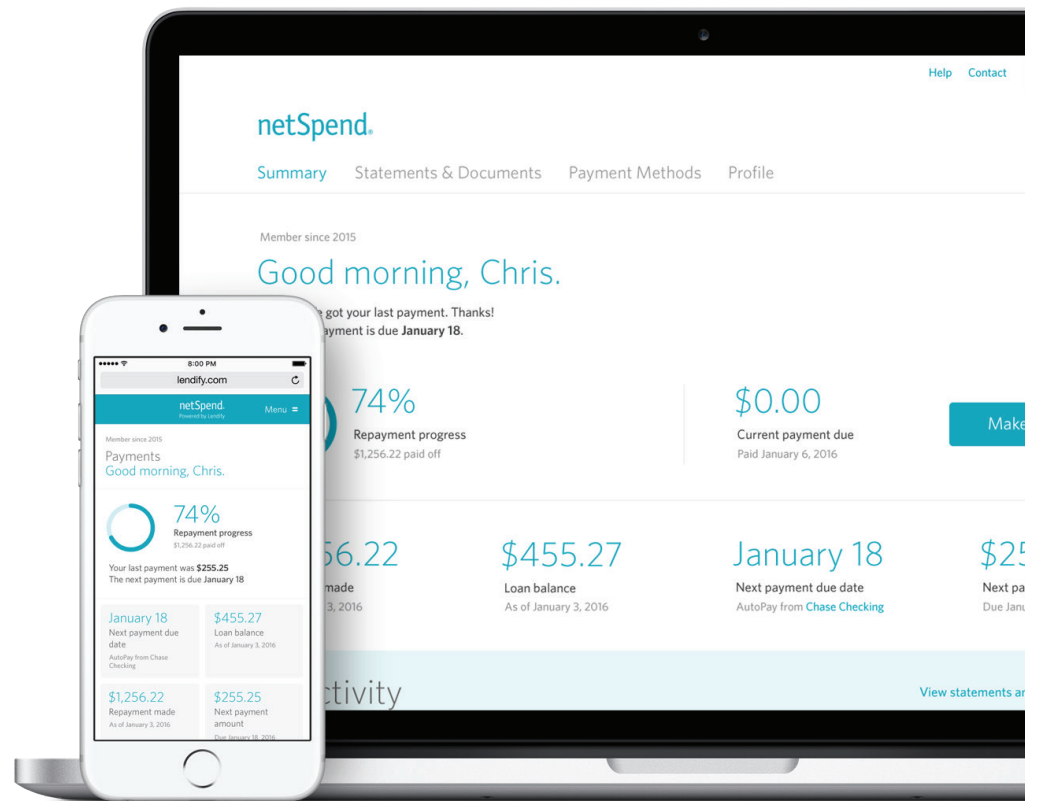 Help Contact
netSpend.
Summary Statements & Documents Payment Methods Profile
Member since 2015
Good morning, Chris.
got your last payment. Thanks!
payment is due January 18.
74%
Repayment progress
$1,256.22 paid off
$0.00
Current payment due
Paid January 6, 2016
Make
56.22
made
3, 2016
$455.27
Loan balance
As of January 3, 2016
January 18
Next payment due date
AutoPay from Chase Checking
$25
Next pa
Due Janu
ctivity
View statements an
8:00 PM
lendify.com
netSpend.
Powered by Lendify
Menu
Member since 2015
Payments
Good morning, Chris.
74%
Repayment progress
$1,256.22 paid off
Your last payment was $255.25
The next payment is due January 18
January 18
Next payment due
date
AutoPay from Chase
Checking
$455.27
Loan balance
As of January 3, 2016
$1,256.22
Repayment made
As of January 3, 2016
$255.25
Next payment
amount
Due January 18, 2016